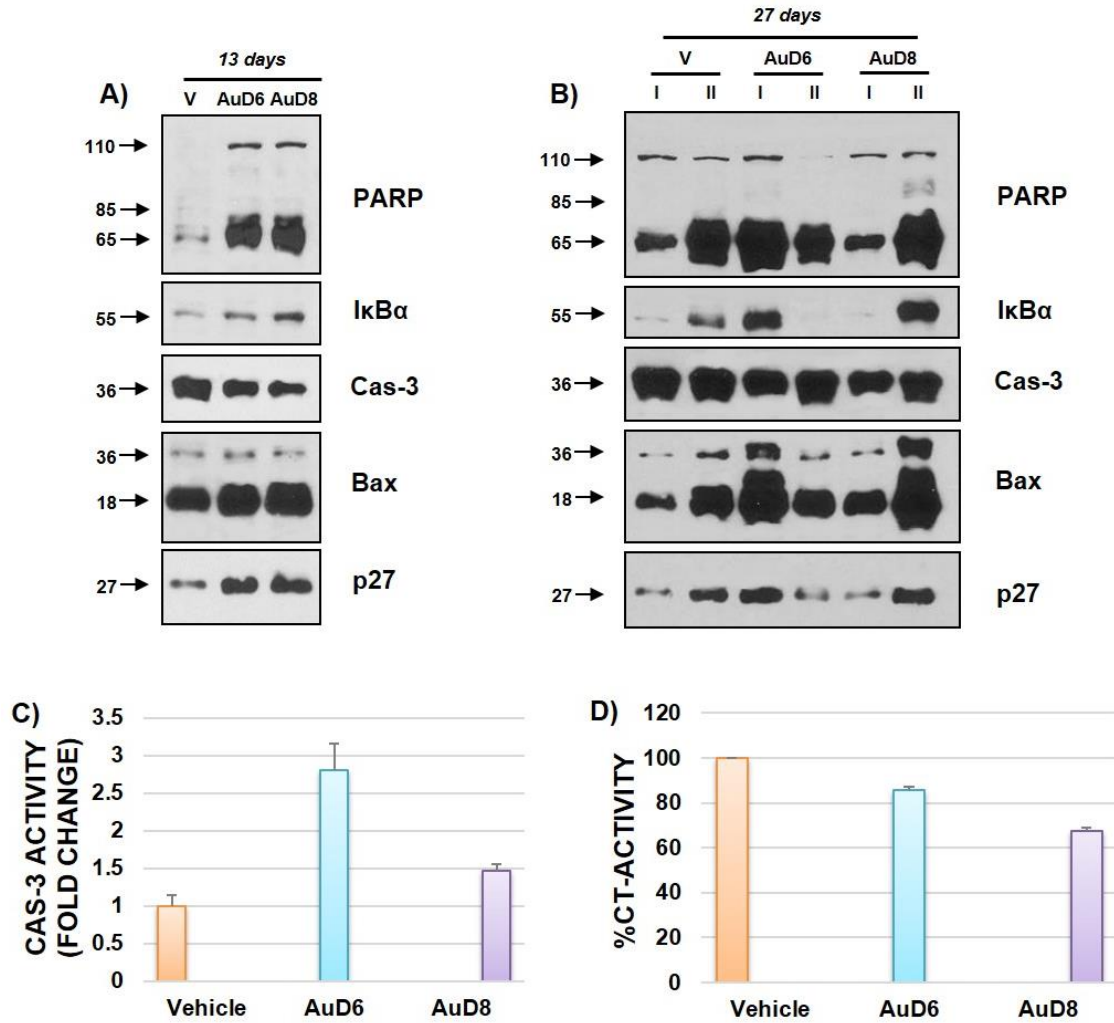 13 days
A)
V AuD6 AuD8
110
85
65
PARP
55
IκBα
36
Cas-3
36
18
Bax
27
p27
27 days
B)
V AuD6 AuD8
I II I II I II
110
85
65
PARP
55
IκBα
36
Cas-3
36
18
Bax
27
p27
C)
CAS-3 ACTIVITY
(FOLD CHANGE)
3.5
3
2.5
2
1.5
1
0.5
0
Vehicle AuD6 AuD8
D)
%CT-ACTIVITY
120
100
80
60
40
20
0
Vehicle AuD6 AuD8